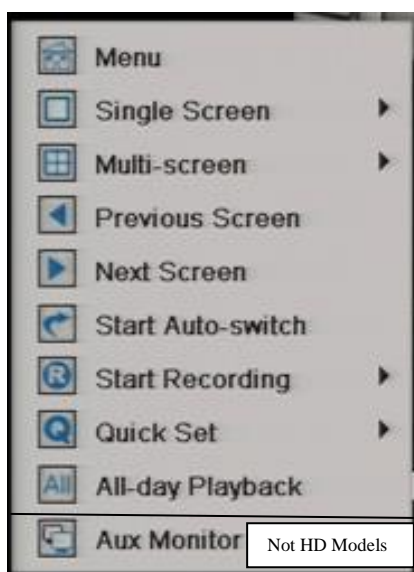 Menu
Single Screen
Multi-screen
Previous Screen
Next Screen
Start Auto-switch
R Start Recording
Q Quick Set
All All-day Playback
Aux Monitor Not HD Models